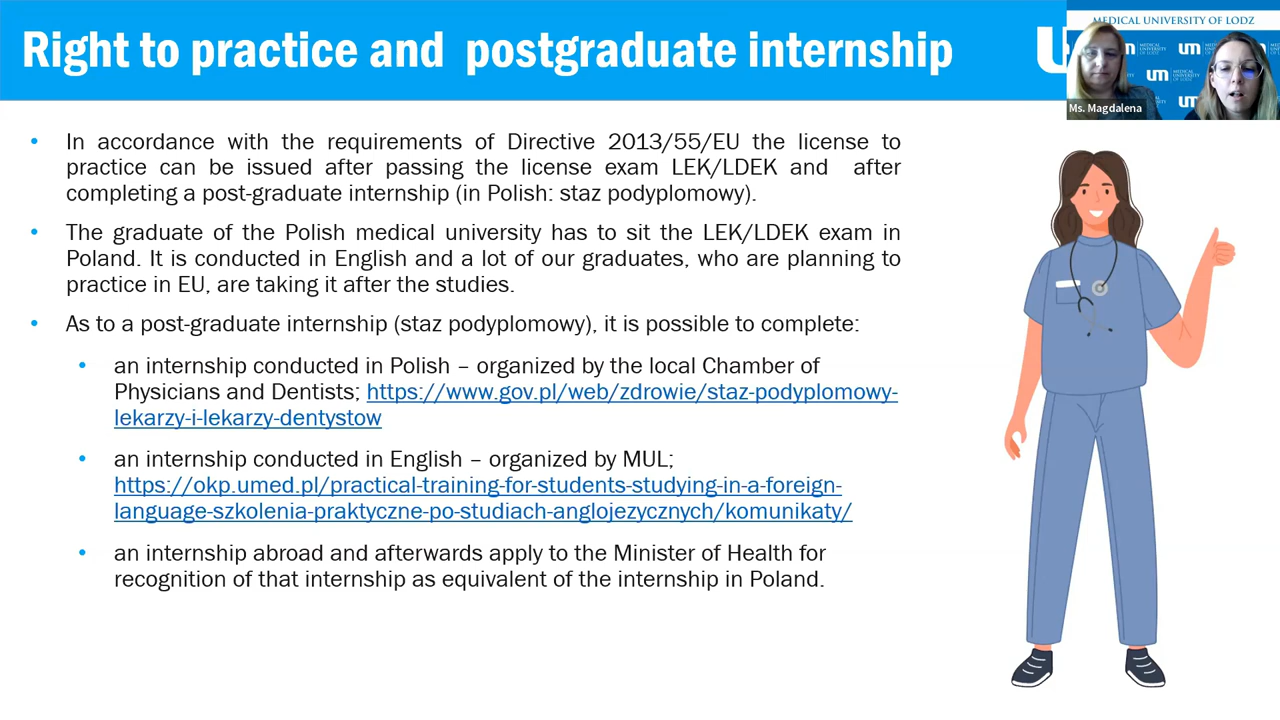 Right to practice and postgraduate internship
MEDICAL UNIVERSITY OF LODZ
Ms. Magdalena
• In accordance with the requirements of Directive 2013/55/EU the license to
practice can be issued after passing the license exam LEK/LDEK and after
completing a post-graduate internship (in Polish: staz podyplomowy).
• The graduate of the Polish medical university has to sit the LEK/LDEK exam in
Poland. It is conducted in English and a lot of our graduates, who are planning to
practice in EU, are taking it after the studies.
• As to a post-graduate internship (staz podyplomowy), it is possible to complete:
• an internship conducted in Polish – organized by the local Chamber of
Physicians and Dentists; https://www.gov.pl/web/zdrowie/staz-podyplomowy-
lekarzy-i-lekarzy-dentystow
• an internship conducted in English – organized by MUL;
https://okp.umed.pl/practical-training-for-students-studying-in-a-foreign-
language-szkolenia-praktyczne-po-studiach-anglojezycznych/komunikaty/
• an internship abroad and afterwards apply to the Minister of Health for
recognition of that internship as equivalent of the internship in Poland.